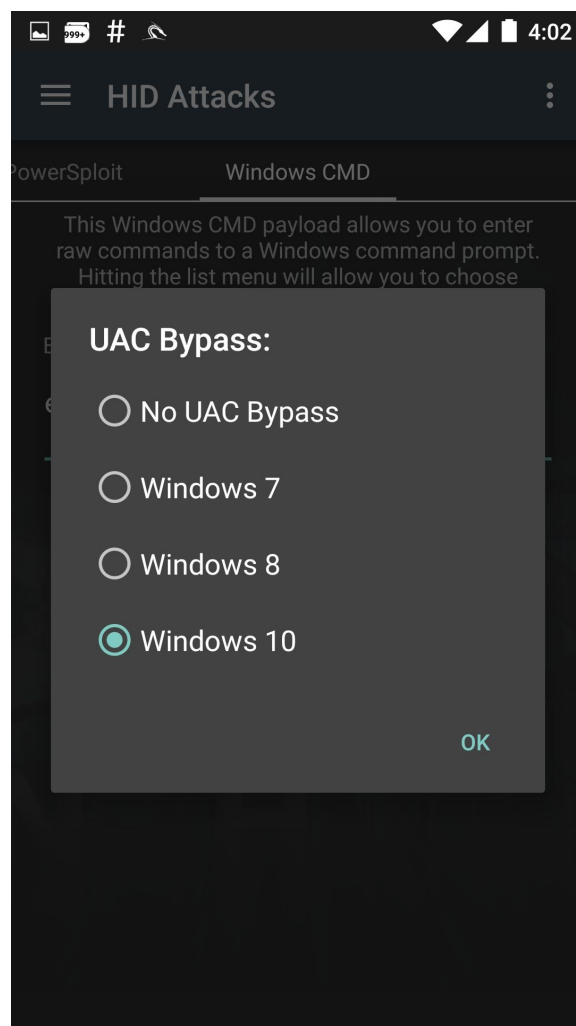 999+ # 4:02
HID Attacks
PowerSploit Windows CMD
This Windows CMD payload allows you to enter
raw commands to a Windows command prompt.
Hitting the list menu will allow you to choose
UAC Bypass:
No UAC Bypass
Windows 7
Windows 8
Windows 10
OK